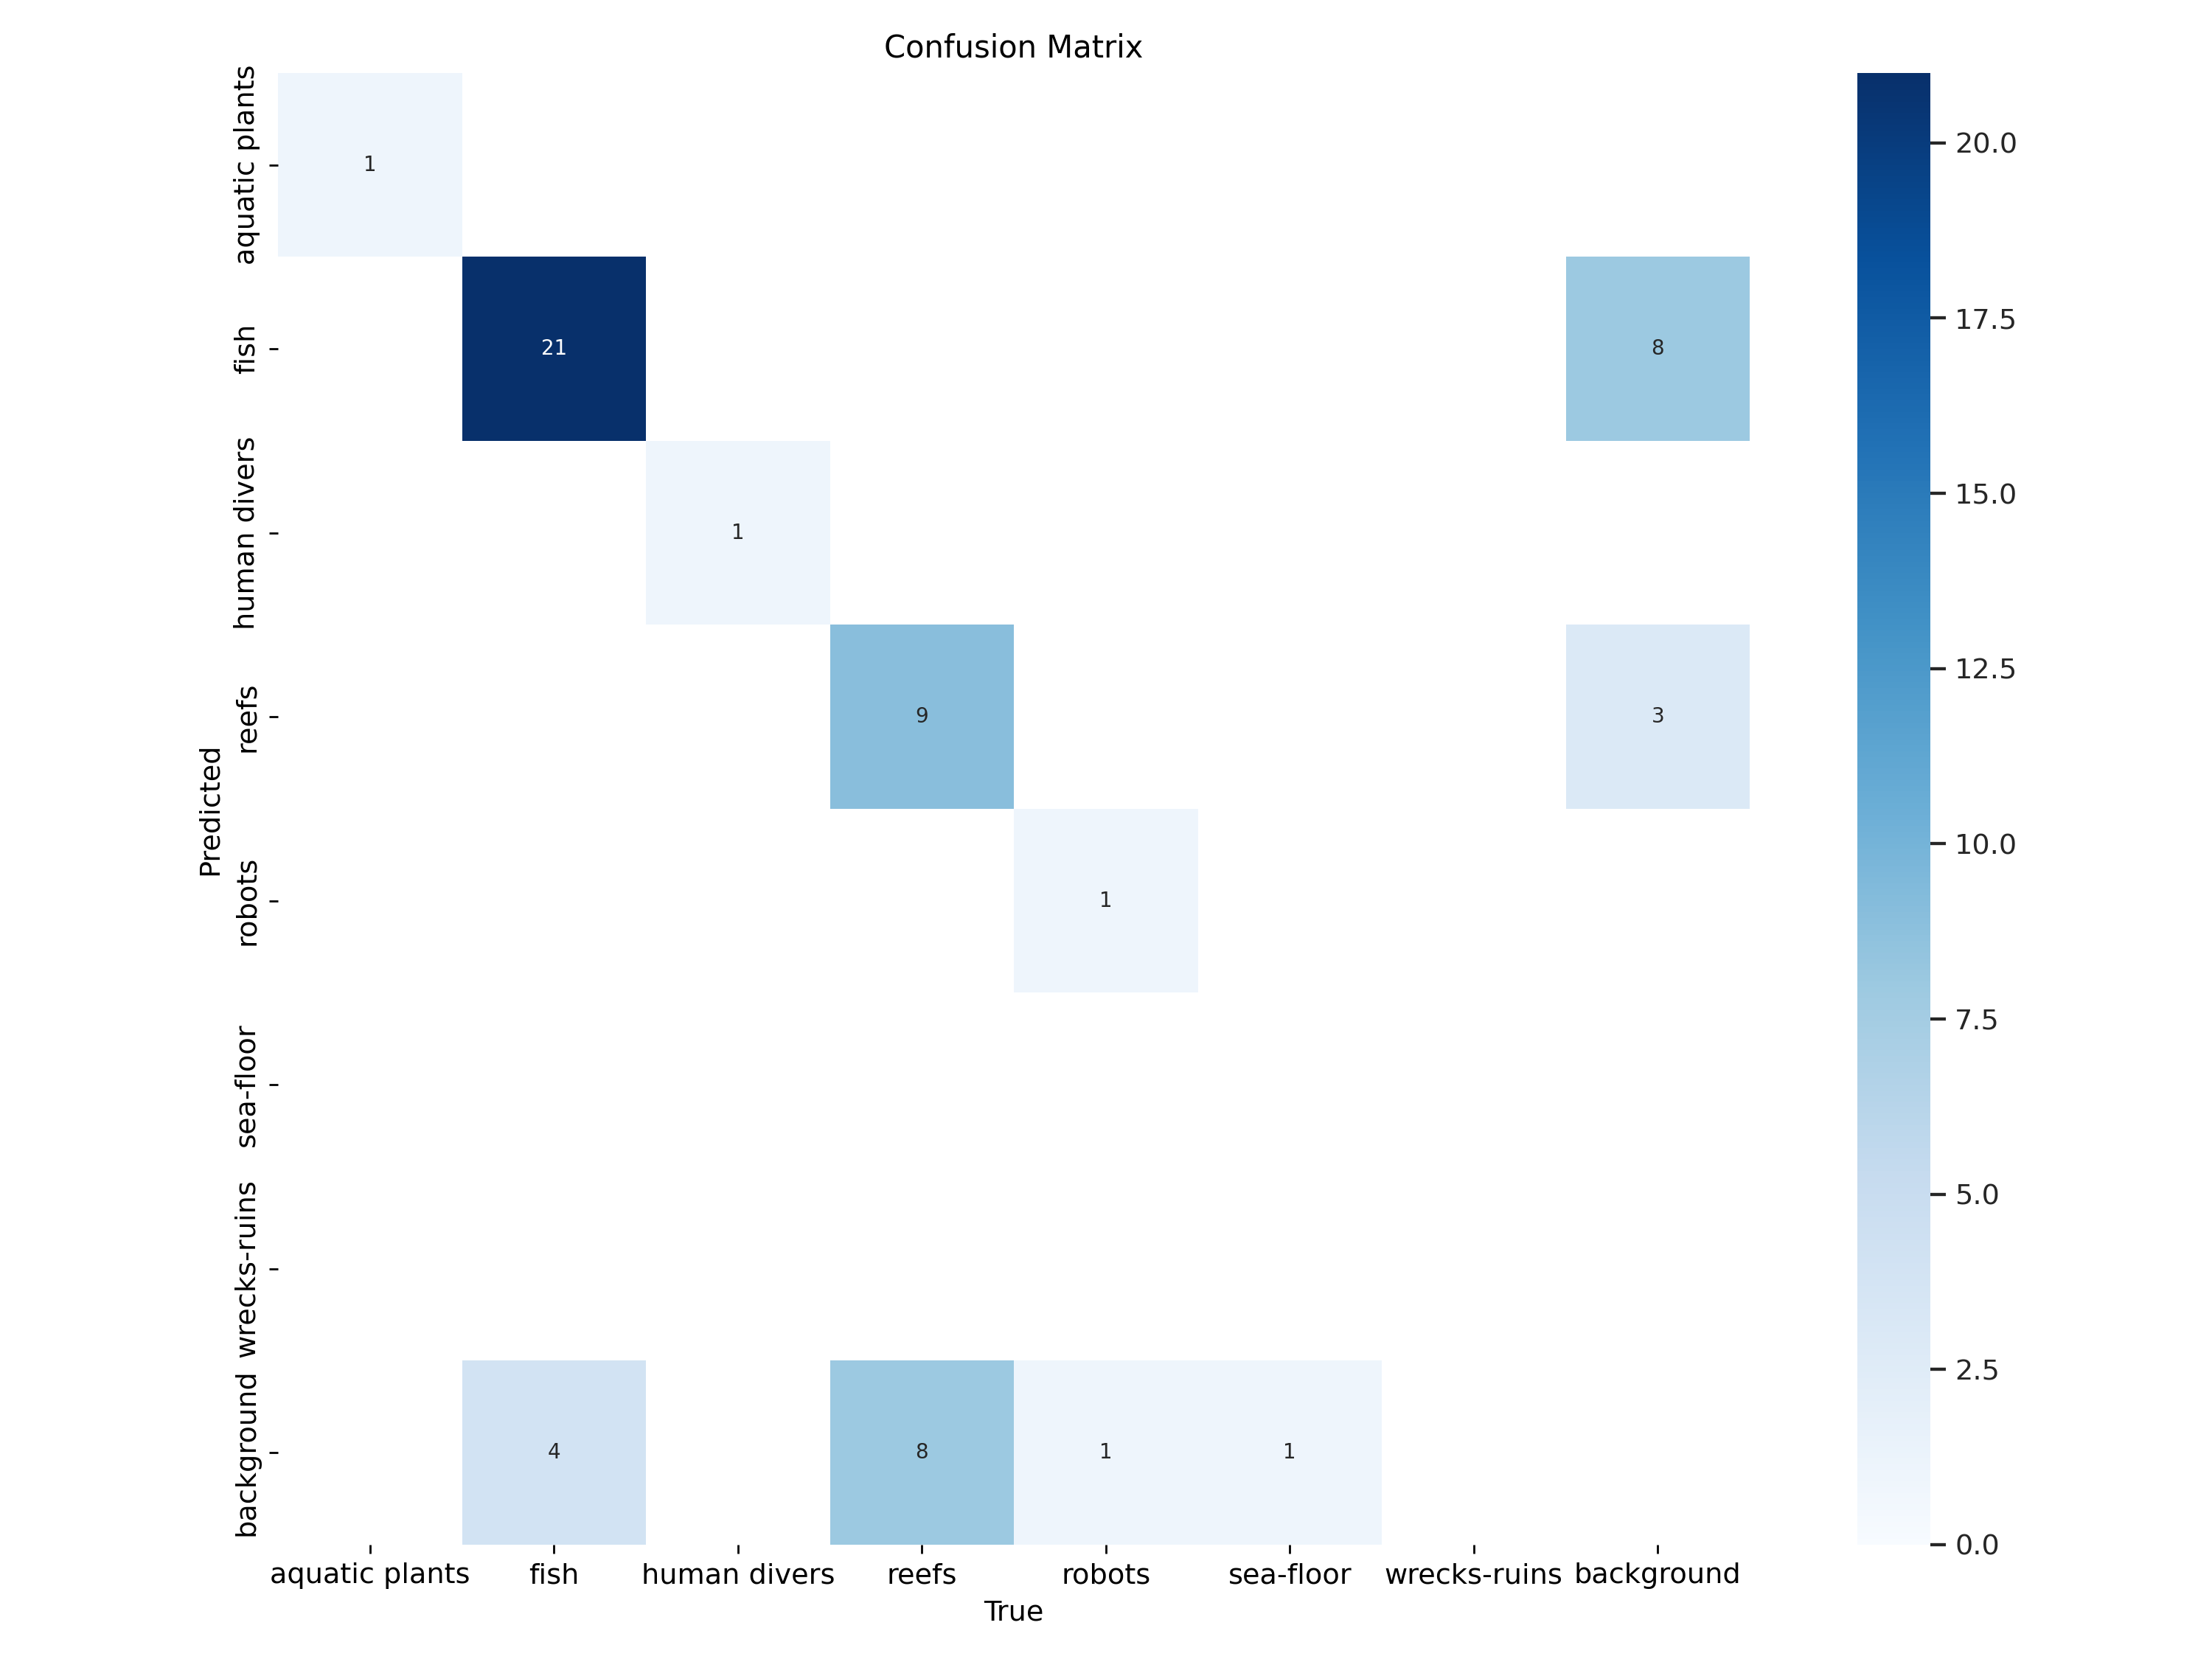 Confusion Matrix
aquatic plants
1
fish
21
8
human divers
1
reefs
9
3
robots
1
sea-floor
wrecks-ruins
background
4
8
1
1
Predicted
aquatic plants
fish
human divers
reefs
robots
sea-floor
wrecks-ruins
background
True
20.0
17.5
15.0
12.5
10.0
7.5
5.0
2.5
0.0